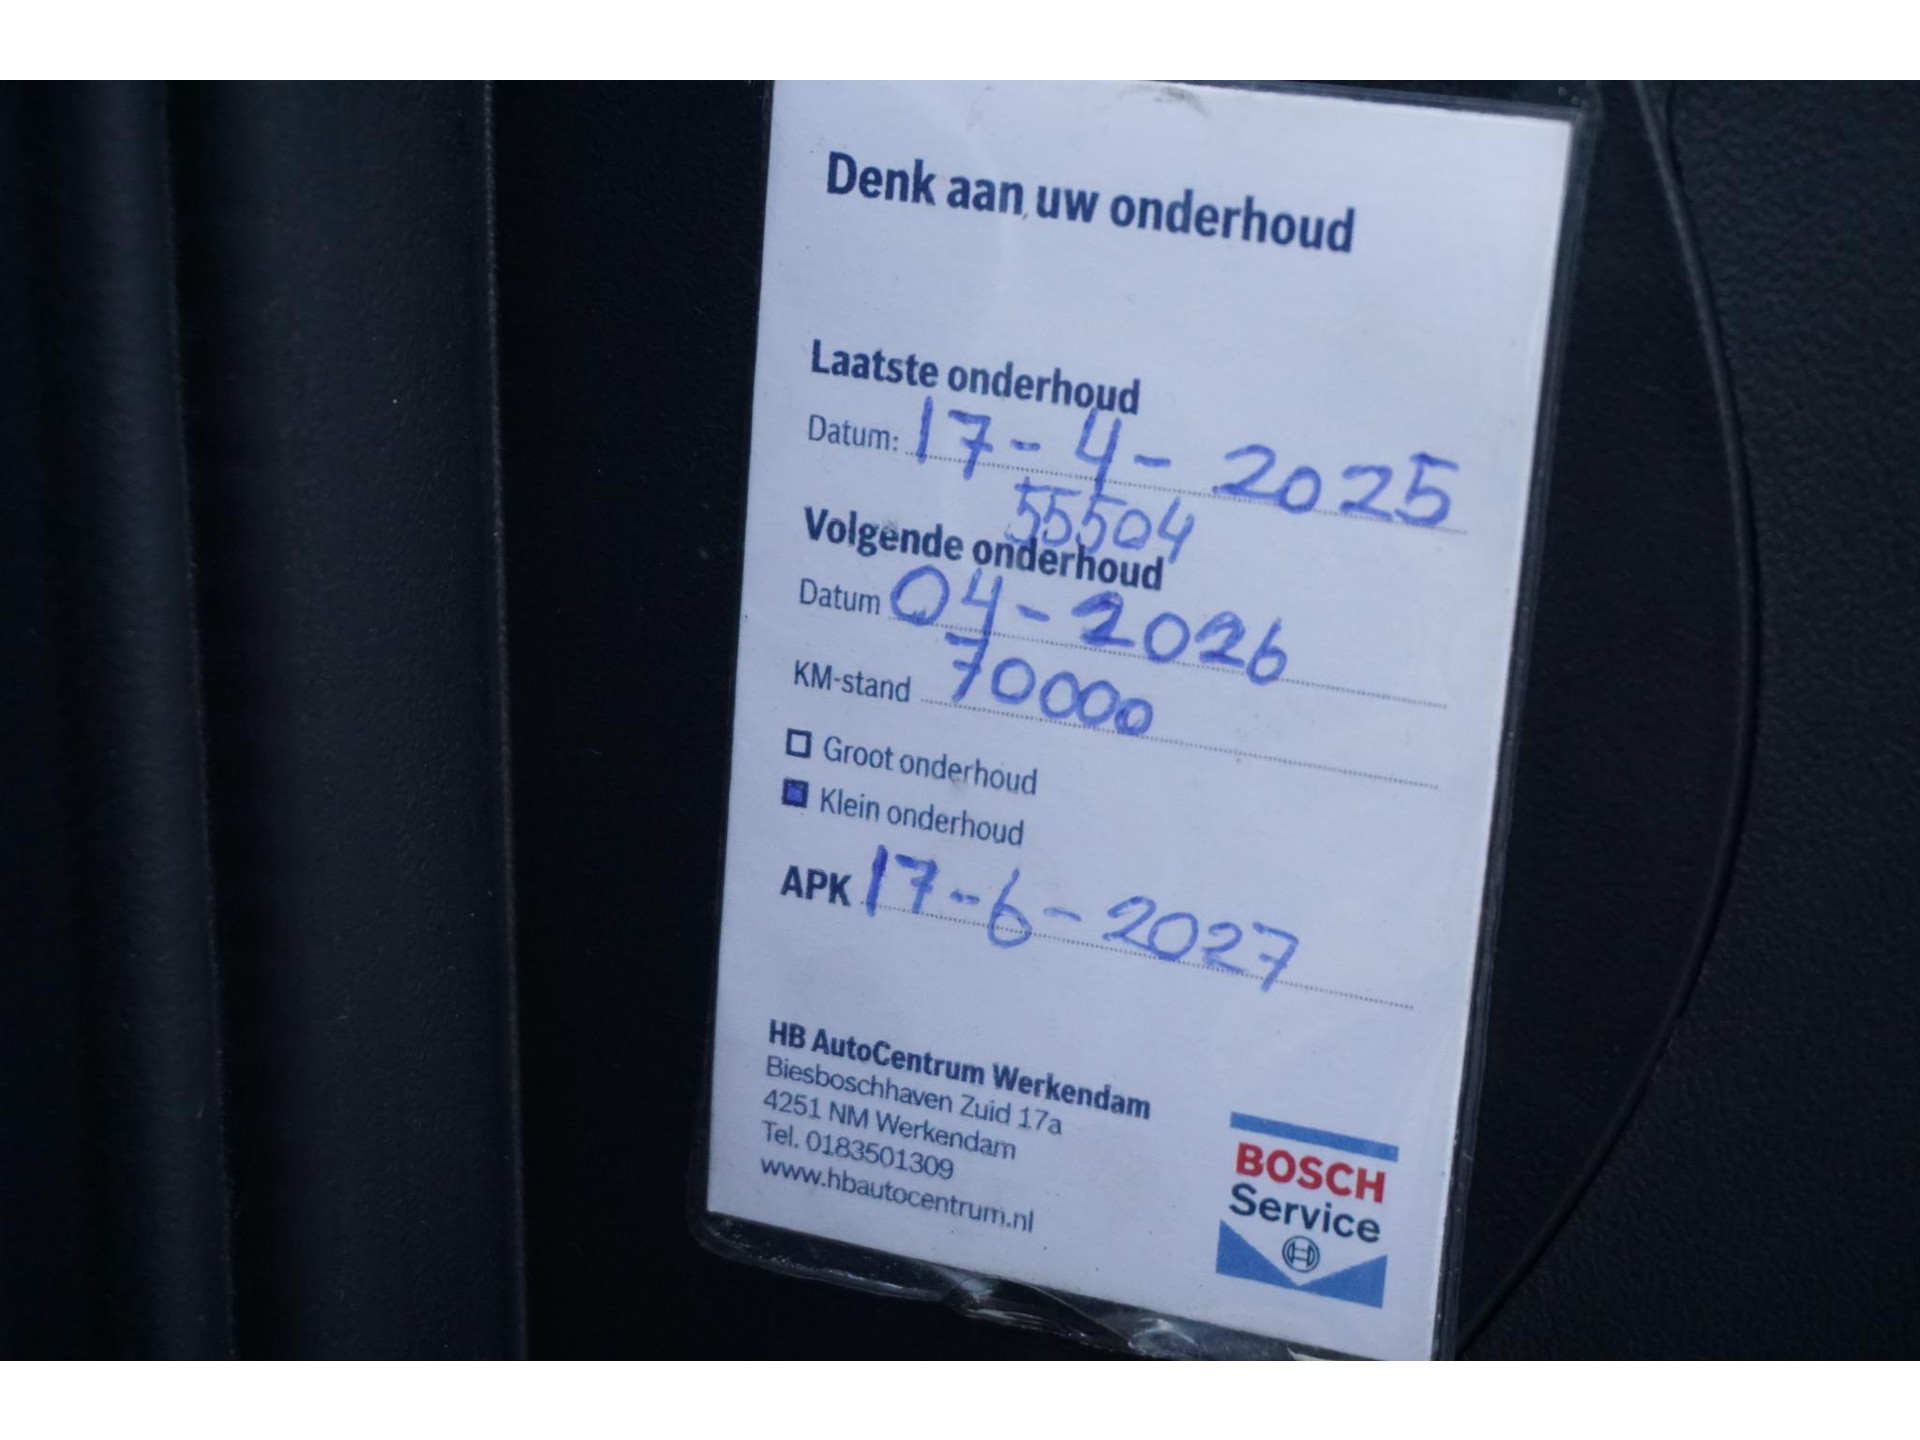 Denk aan uw onderhoud
Laatste onderhoud
Datum: 17-4-2025
55504
Volgende onderhoud
Datum 04-2026
KM-stand 70000
Groot onderhoud
Klein onderhoud
APK 17-6-2027
HB AutoCentrum Werkendam
Biesboschhaven Zuid 17a
4251 NM Werkendam
Tel. 0183501309
www.hbautocentrum.nl
BOSCH
Service